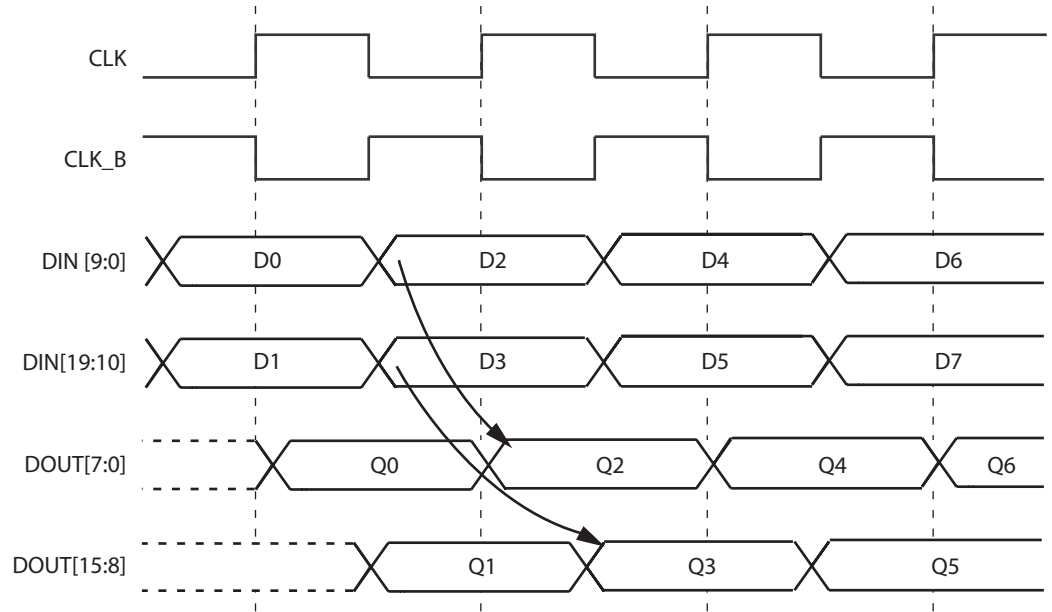 CLK
CLK_B
DIN [9:0] D0 D2 D4 D6
DIN[19:10] D1 D3 D5 D7
DOUT[7:0] Q0 Q2 Q4 Q6
DOUT[15:8] Q1 Q3 Q5